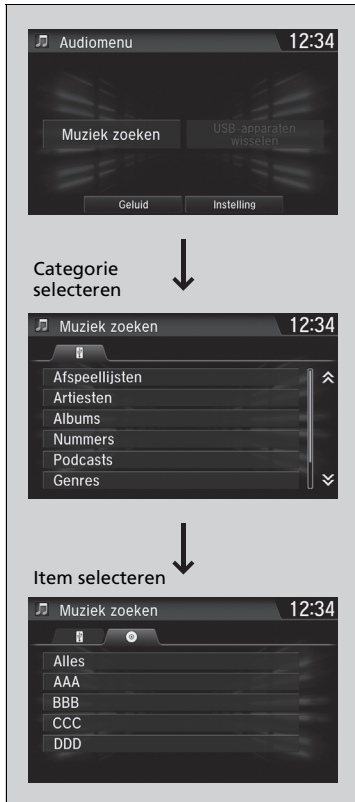 Audiomenu 12:34
Muziek zoeken
USB-apparaten
wisselen
Geluid
Instelling
Categorie
selecteren
Muziek zoeken 12:34
Afspeellijsten
Artiesten
Albums
Nummers
Podcasts
Genres
Item selecteren
Muziek zoeken 12:34
Alles
AAA
BBB
CCC
DDD